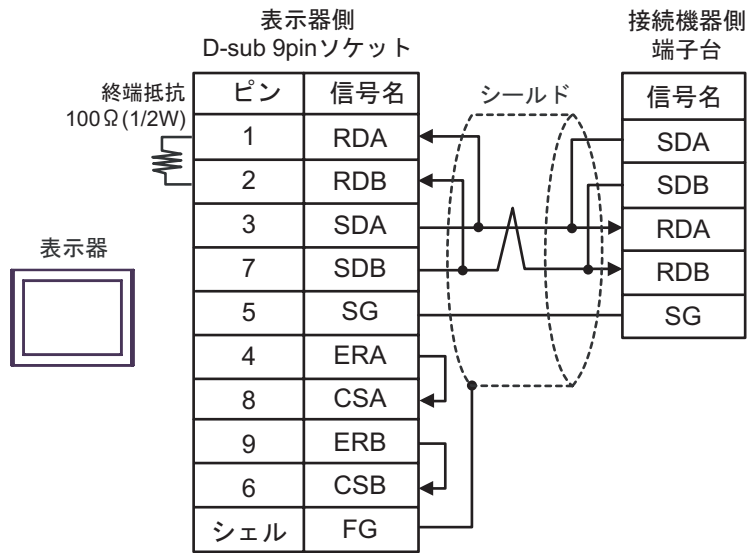 表示器側
D-sub 9pinソケット
接続機器側
端子台
終端抵抗
100Ω(1/2W)
表示器
シールド
ピン 信号名
1 RDA
2 RDB
3 SDA
7 SDB
5 SG
4 ERA
8 CSA
9 ERB
6 CSB
シェル FG
信号名
SDA
SDB
RDA
RDB
SG